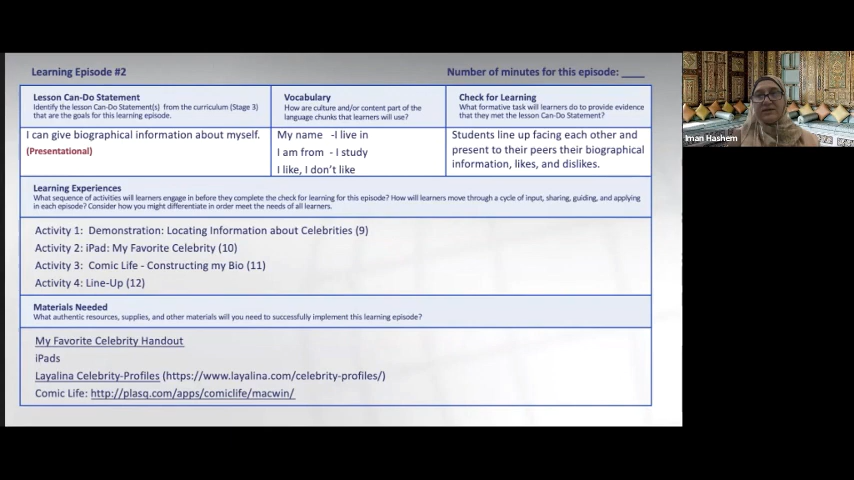 Learning Episode #2
Number of minutes for this episode: ____
Lesson Can-Do Statement
Identify the lesson Can-Do Statement(s) from the curriculum (Stage 3)
that are the goals for this learning episode.
Vocabulary
How are culture and/or content part of the
language chunks that learners will use?
Check for Learning
What formative task will learners do to provide evidence
that they met the lesson Can-Do Statement?
I can give biographical information about myself.
(Presentational)
My name -I live in
I am from - I study
I like, I don't like
Students line up facing each other and
present to their peers their biographical
information, likes, and dislikes.
Learning Experiences
What sequence of activities will learners engage in before they complete the check for learning for this episode? How will learners move through a cycle of input, sharing, guiding, and applying
in each episode? Consider how you might differentiate in order meet the needs of all learners.
Activity 1: Demonstration: Locating Information about Celebrities (9)
Activity 2: iPad: My Favorite Celebrity (10)
Activity 3: Comic Life - Constructing my Bio (11)
Activity 4: Line-Up (12)
Materials Needed
What authentic resources, supplies, and other materials will you need to successfully implement this learning episode?
My Favorite Celebrity Handout
iPads
Layalina Celebrity-Profiles (https://www.layalina.com/celebrity-profiles/)
Comic Life: http://plasq.com/apps/comiclife/macwin/
Iman Hashem